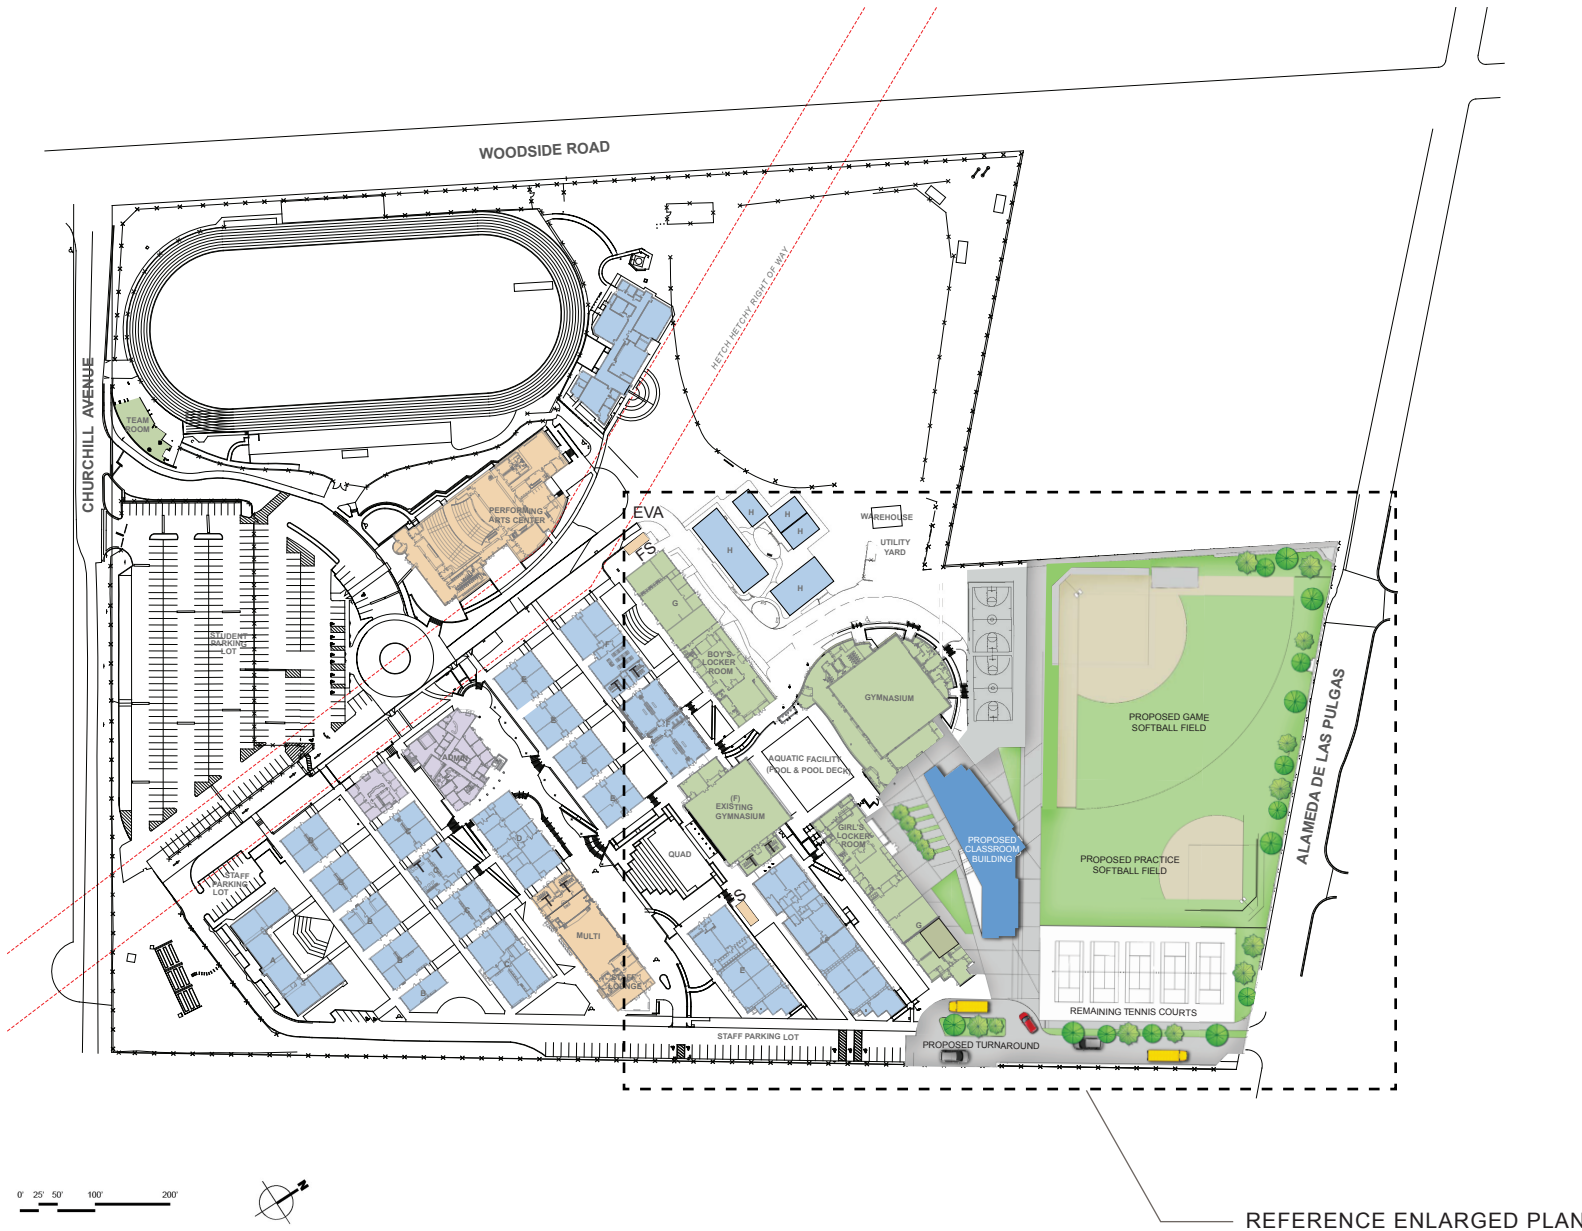 WOODSIDE ROAD
CHURCHILL AVENUE
HETCH HETCHY RIGHT OF WAY
TEAM
ROOM
PERFORMING
ARTS CENTER
EVA
FS
H
H
H
H
H
WAREHOUSE
UTILITY
YARD
G
BOY'S
LOCKER
ROOM
GYMNASIUM
STUDENT
PARKING
LOT
ADMIN
AQUATIC FACILITY
(POOL & POOL DECK)
(F)
EXISTING
GYMNASIUM
GIRL'S
LOCKER
ROOM
QUAD
PROPOSED
CLASSROOM
BUILDING
PROPOSED GAME
SOFTBALL FIELD
PROPOSED PRACTICE
SOFTBALL FIELD
ALAMEDA DE LAS PULGAS
STAFF
PARKING
LOT
MULTI
LOUNGE
S
E
G
A
D
REMAINING TENNIS COURTS
STAFF PARKING LOT
PROPOSED TURNAROUND
0' 25' 50' 100' 200'
N
REFERENCE ENLARGED PLAN